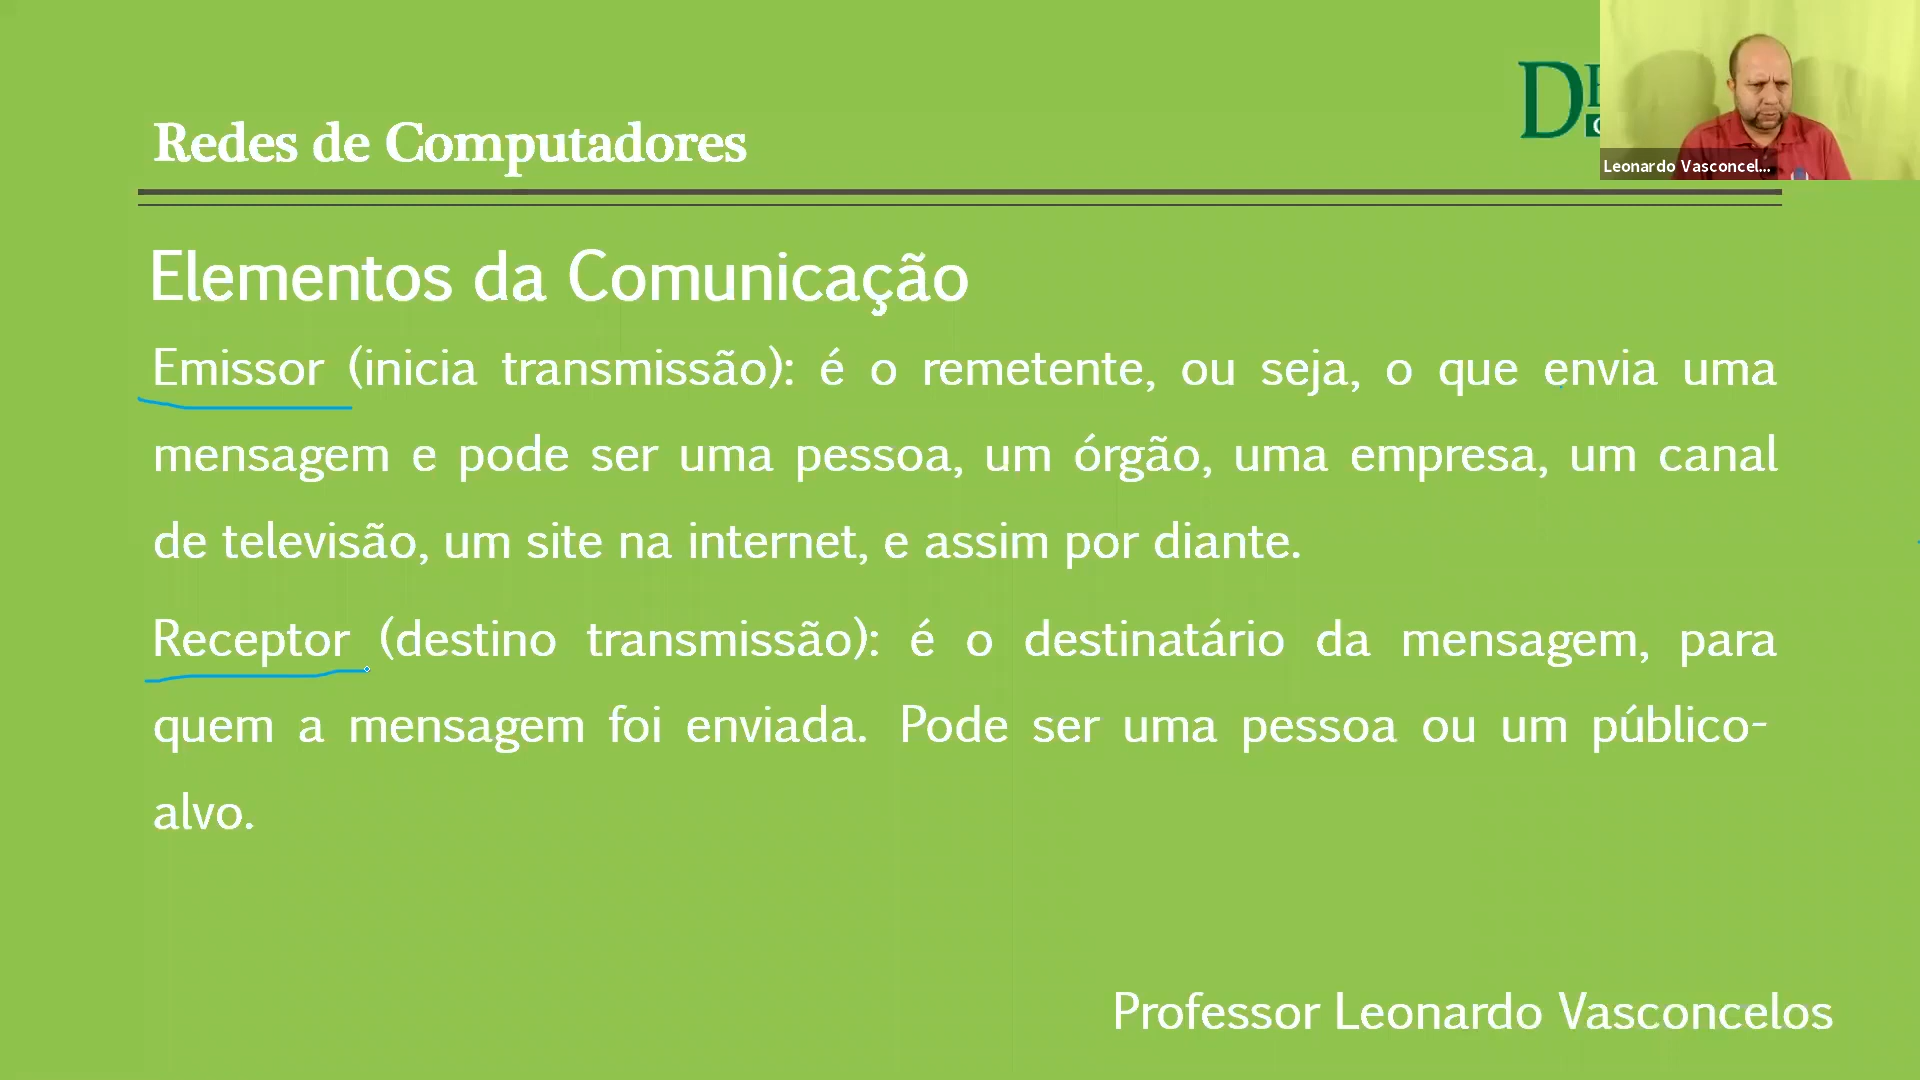 Redes de Computadores
Leonardo Vasconcel...
Elementos da Comunicação
Emissor (inicia transmissão): é o remetente, ou seja, o que envia uma
mensagem e pode ser uma pessoa, um órgão, uma empresa, um canal
de televisão, um site na internet, e assim por diante.
Receptor (destino transmissão): é o destinatário da mensagem, para
quem a mensagem foi enviada. Pode ser uma pessoa ou um público-
alvo.
Professor Leonardo Vasconcelos